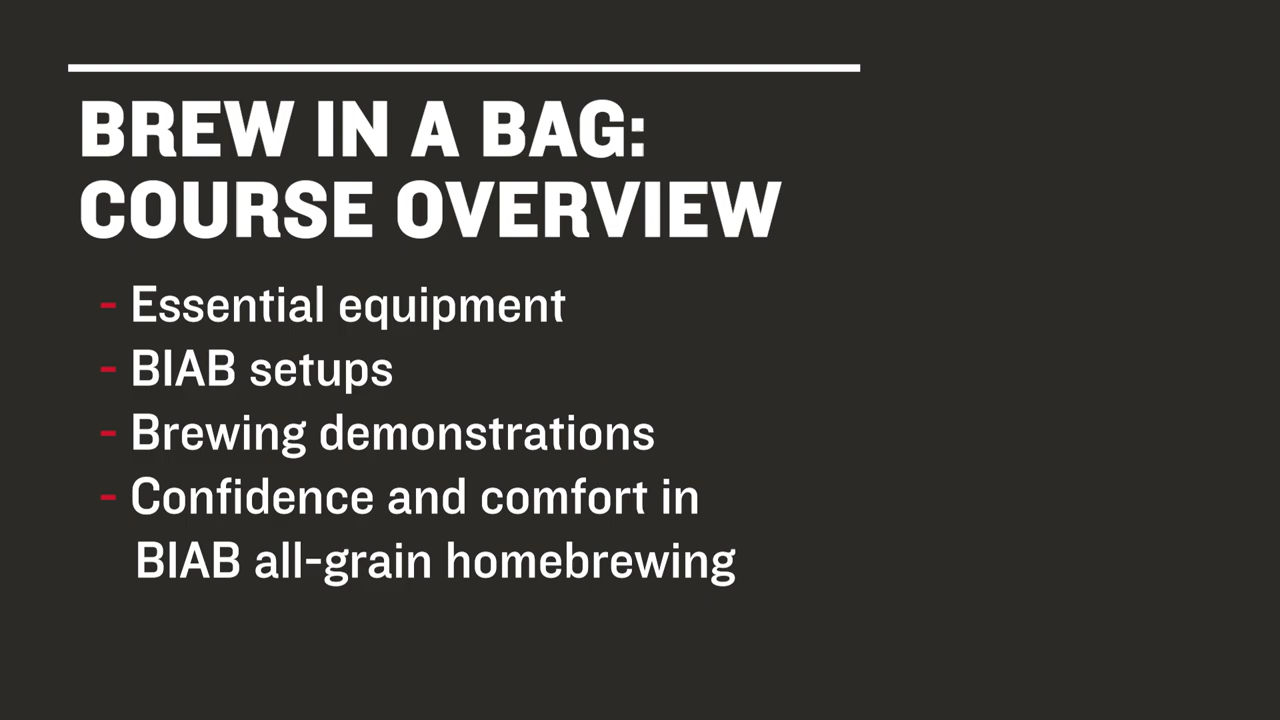 BREW IN A BAG:
COURSE OVERVIEW
- Essential equipment
- BIAB setups
- Brewing demonstrations
- Confidence and comfort in
BIAB all-grain homebrewing